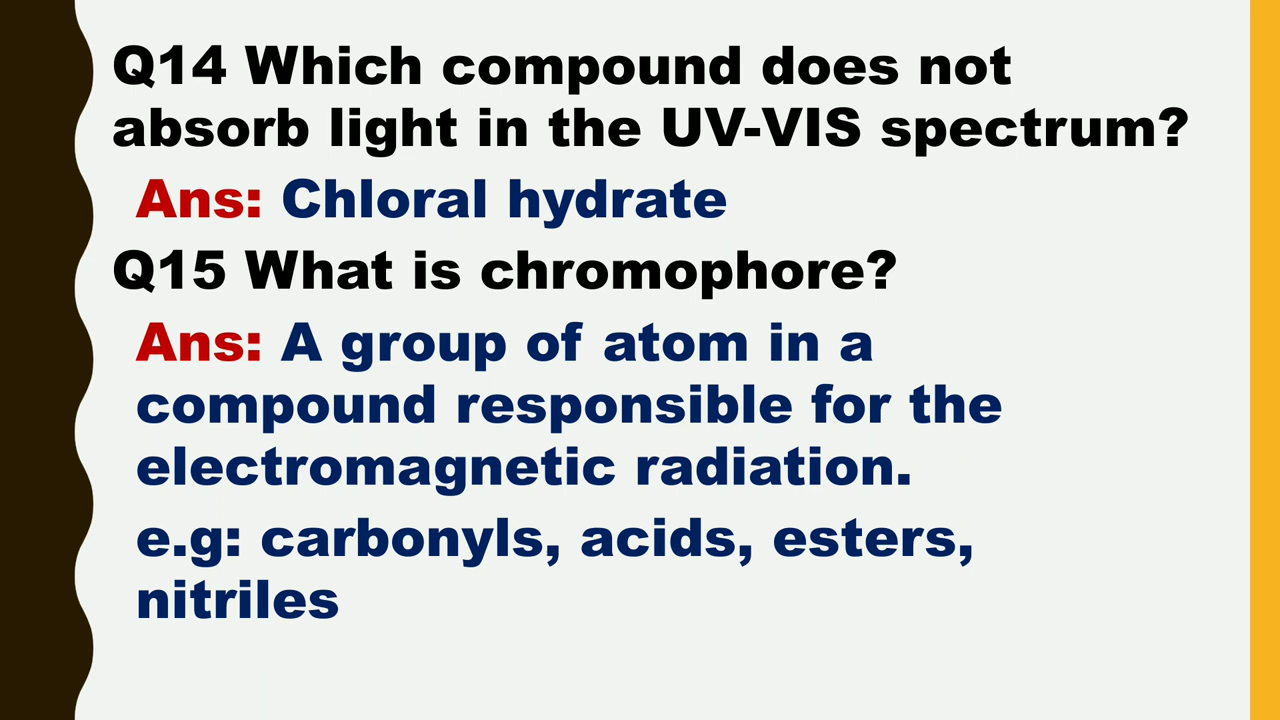 Q14 Which compound does not
absorb light in the UV-VIS spectrum?
Ans: Chloral hydrate
Q15 What is chromophore?
Ans: A group of atom in a
compound responsible for the
electromagnetic radiation.
e.g: carbonyls, acids, esters,
nitriles